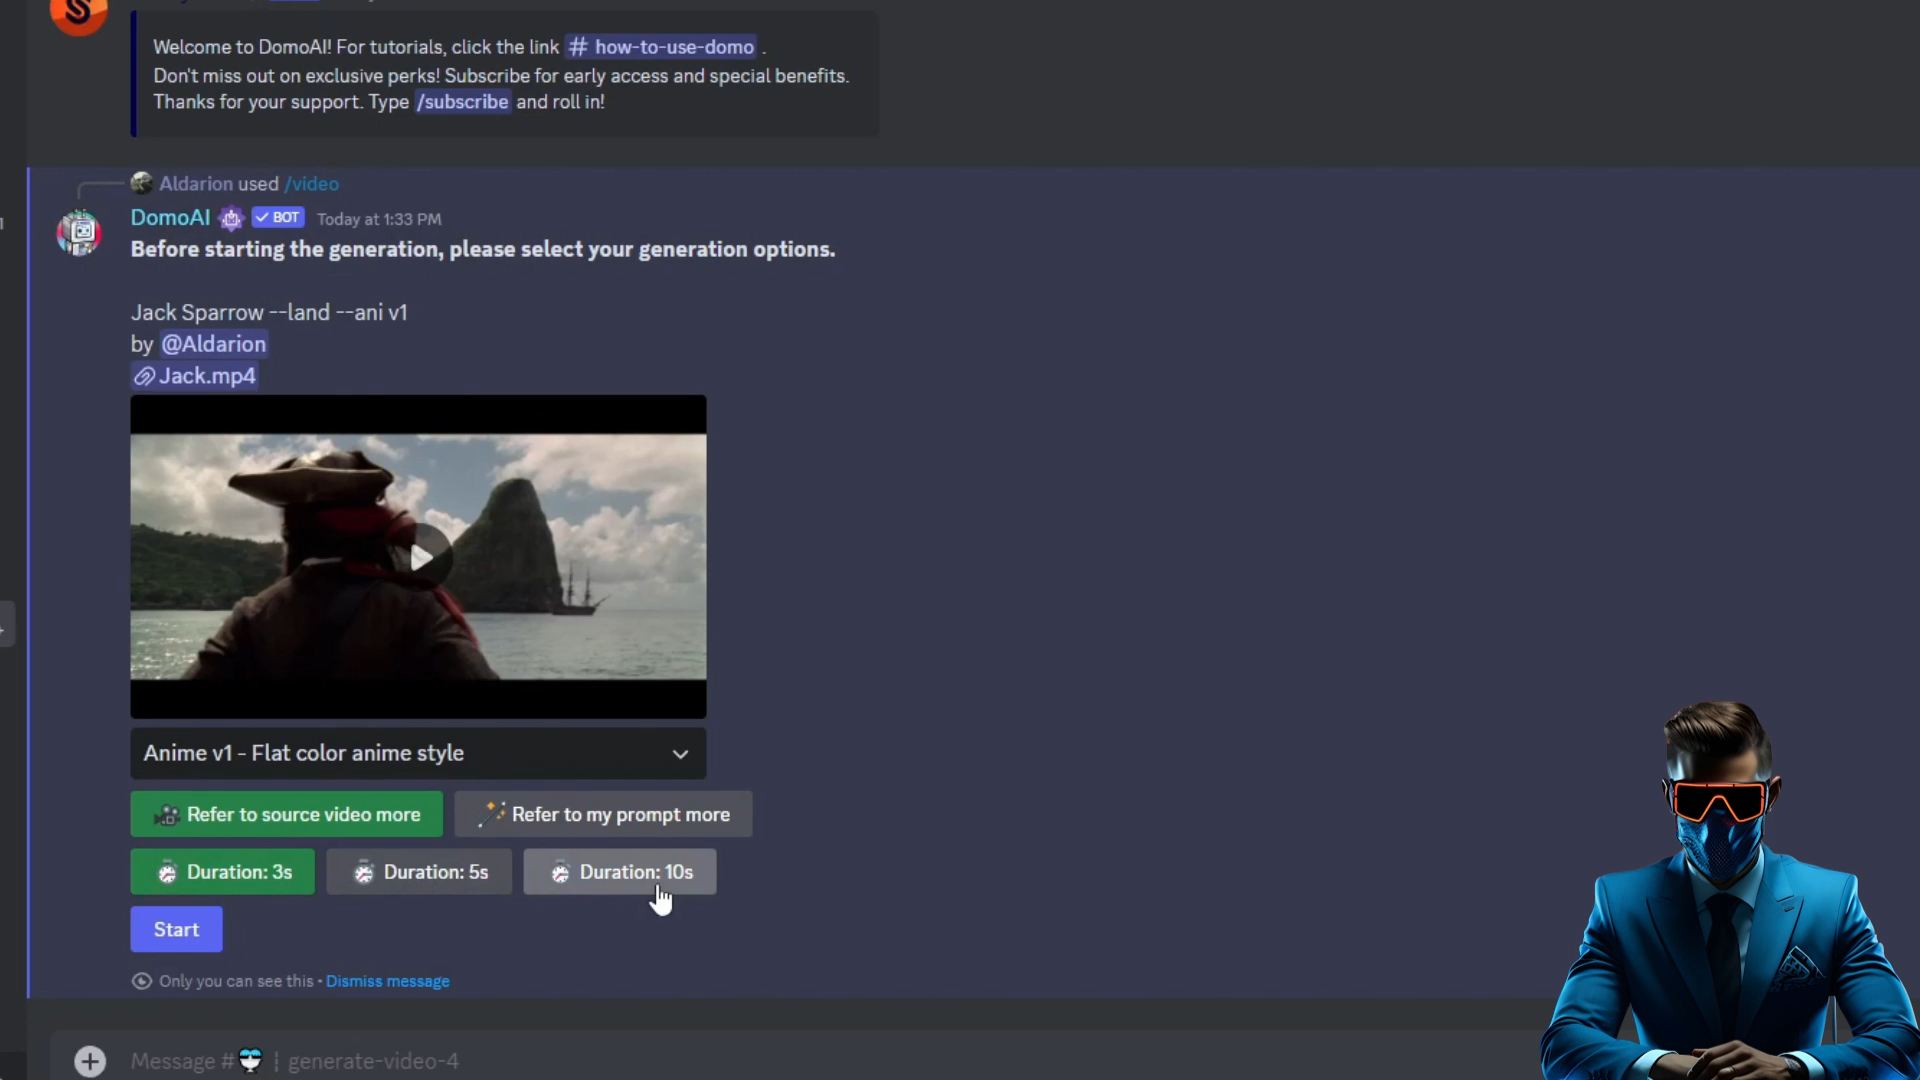 Welcome to DomoAI! For tutorials, click the link # how-to-use-domo .
Don't miss out on exclusive perks! Subscribe for early access and special benefits.
Thanks for your support. Type /subscribe and roll in!
Aldarion used /video
DomoAI BOT Today at 1:33 PM
Before starting the generation, please select your generation options.
Jack Sparrow --land --ani v1
by @Aldarion
Jack.mp4
Anime v1 - Flat color anime style
Refer to source video more Refer to my prompt more
Duration: 3s Duration: 5s Duration: 10s
Start
Only you can see this • Dismiss message
Message # ¦ generate-video-4